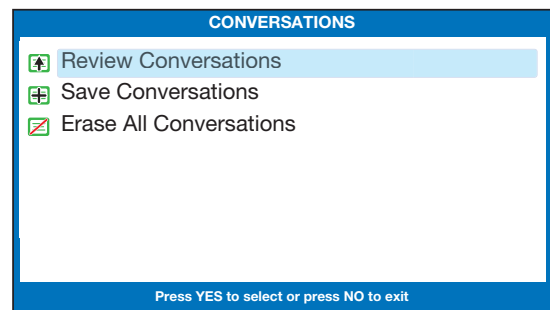 CONVERSATIONS
Review Conversations
Save Conversations
Erase All Conversations
Press YES to select or press NO to exit